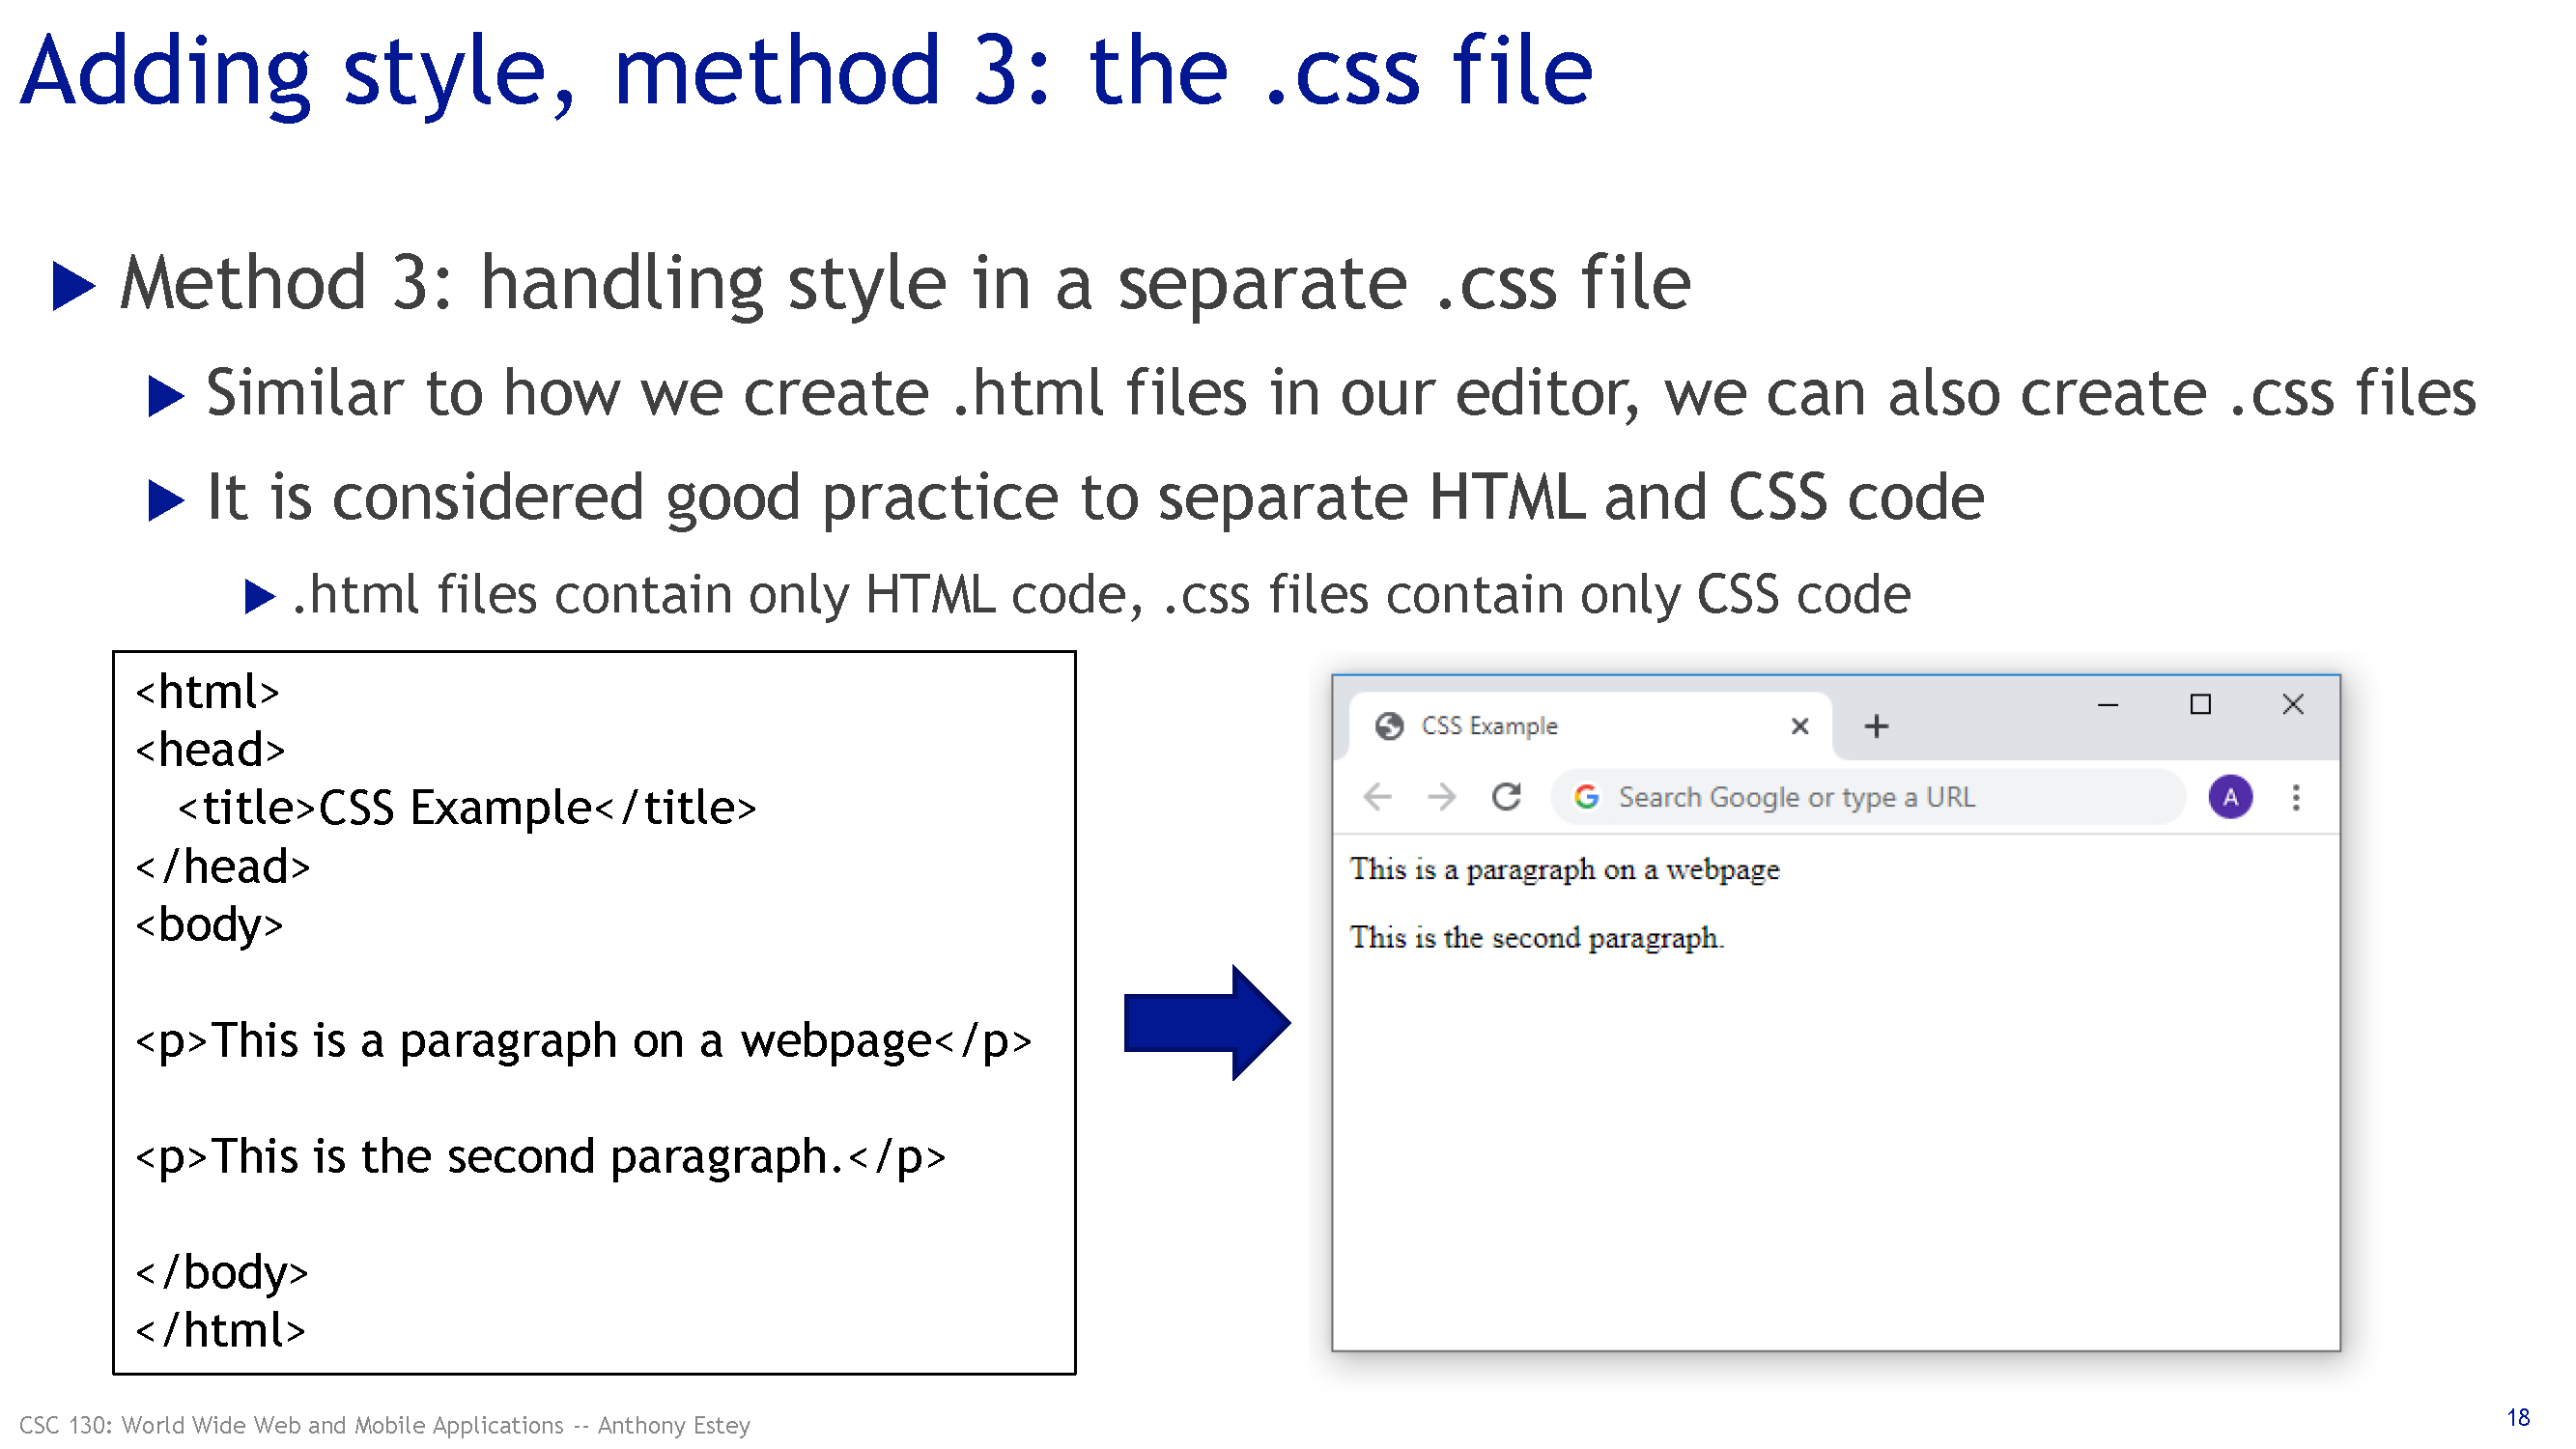 Adding style, method 3: the .css file
Method 3: handling style in a separate .css file
Similar to how we create .html files in our editor, we can also create .css files
It is considered good practice to separate HTML and CSS code
.html files contain only HTML code, .css files contain only CSS code
<html>
<head>
<title>CSS Example</title>
</head>
<body>
<p>This is a paragraph on a webpage</p>
<p>This is the second paragraph.</p>
</body>
</html>
CSS Example
Search Google or type a URL
A
This is a paragraph on a webpage
This is the second paragraph.
CSC 130: World Wide Web and Mobile Applications -- Anthony Estey
18